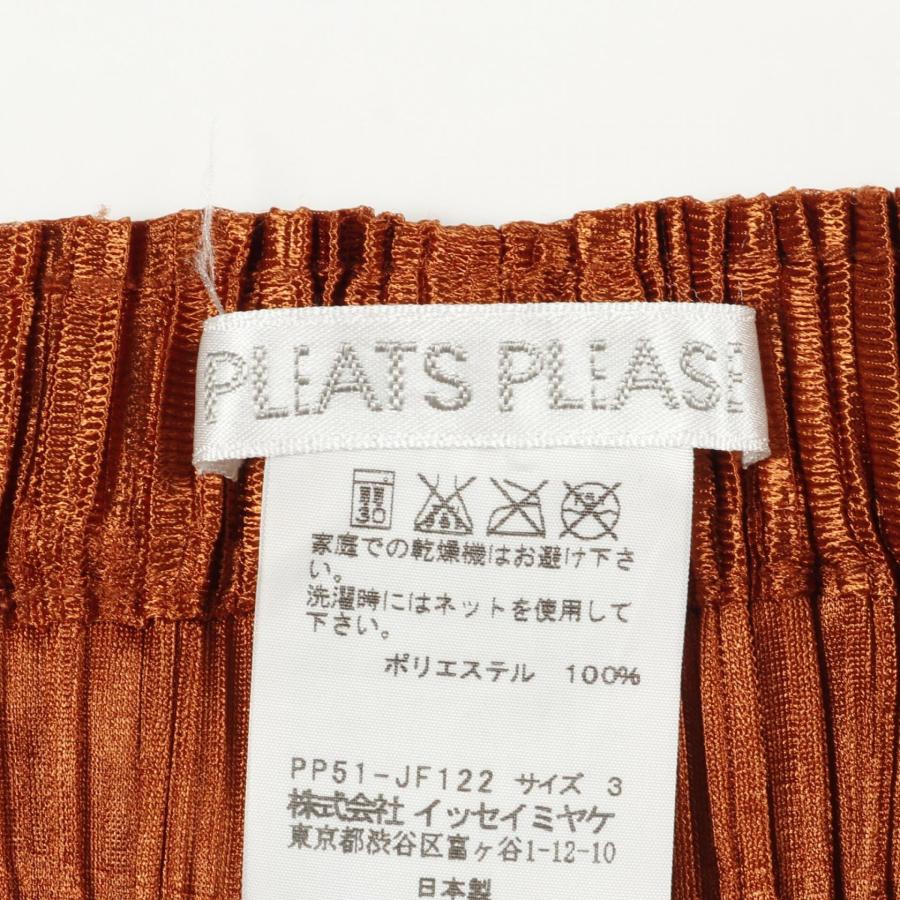 PLEATS PLEASE
弱
30
家庭での乾燥機はお避け下さ
い。
洗濯時にはネットを使用して
下さい。
ポリエステル 100%
PP51-JF122 サイズ 3
株式会社 イッセイミヤケ
東京都渋谷区富ヶ谷1-12-10
日本製